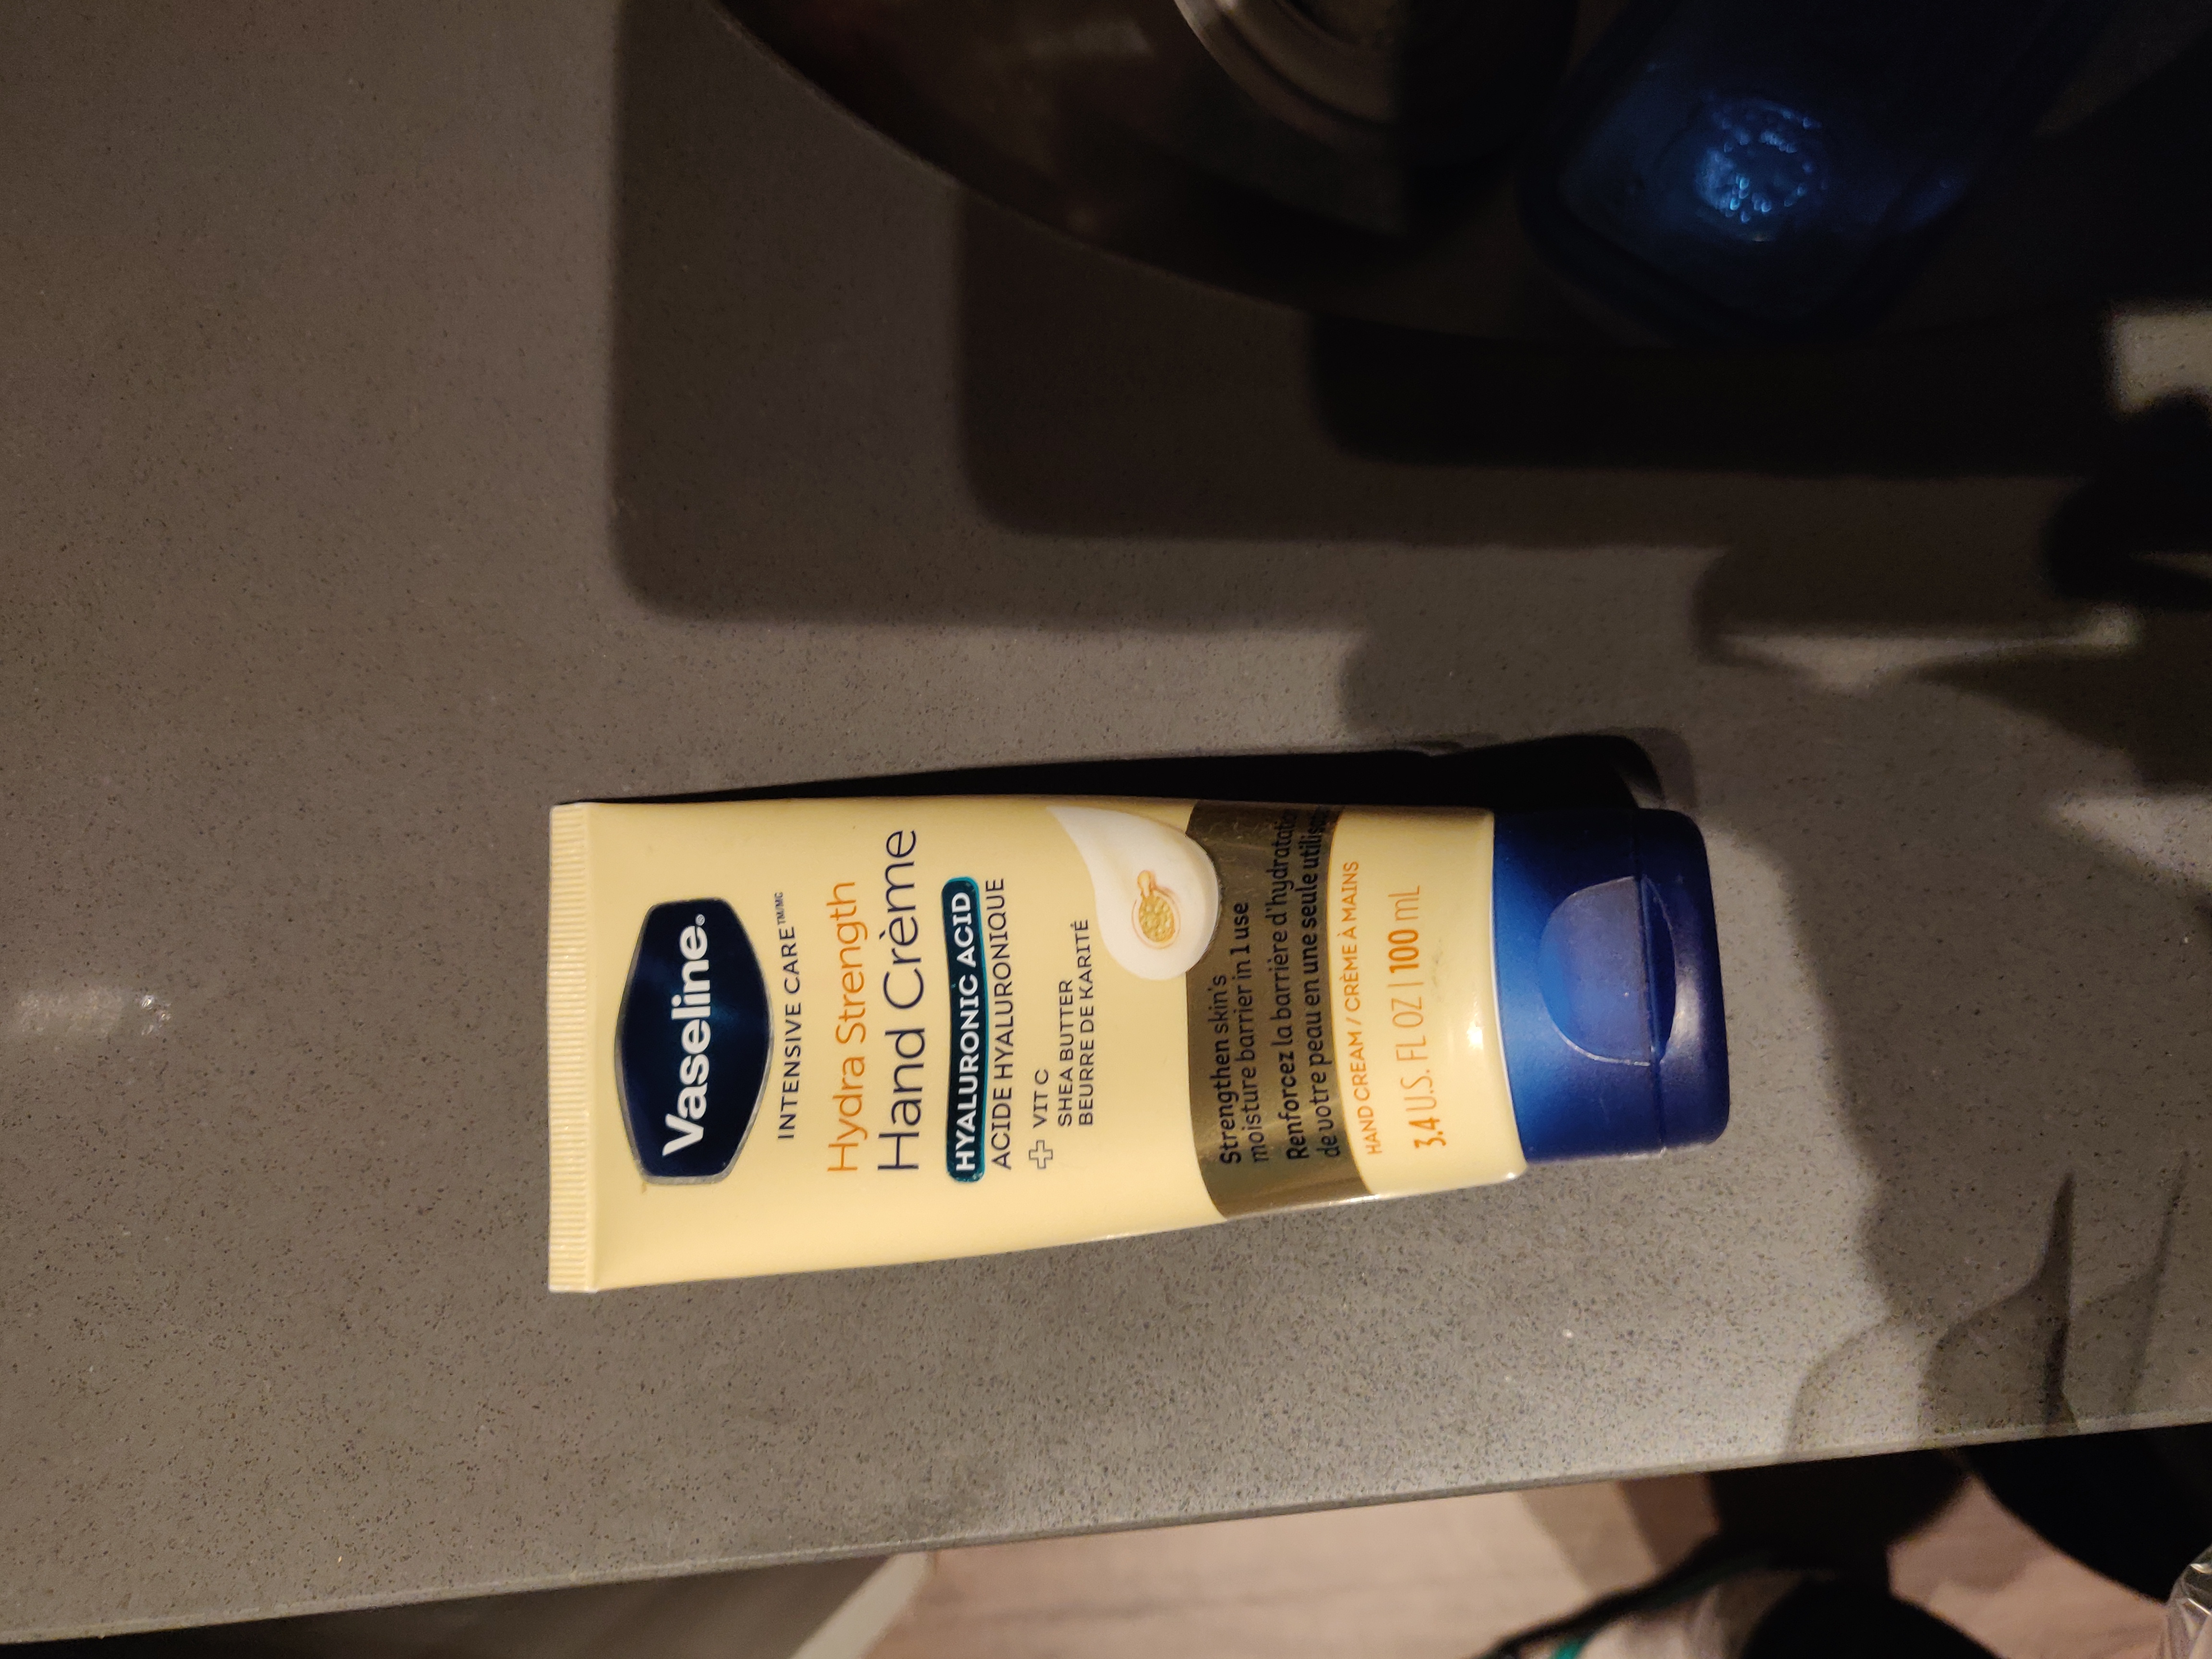 Vaseline®
INTENSIVE CARE™/MC
Hydra Strength
Hand Crème
HYALURONIC ACID
ACIDE HYALURONIQUE
VIT C
SHEA BUTTER
BEURRE DE KARITÉ
Strengthen skin's
moisture barrier in 1 use
Renforcez la barrière d'hydratation
de votre peau en une seule
HAND CREAM / CRÈME À MAINS
3.4 U.S. FL OZ | 100 mL